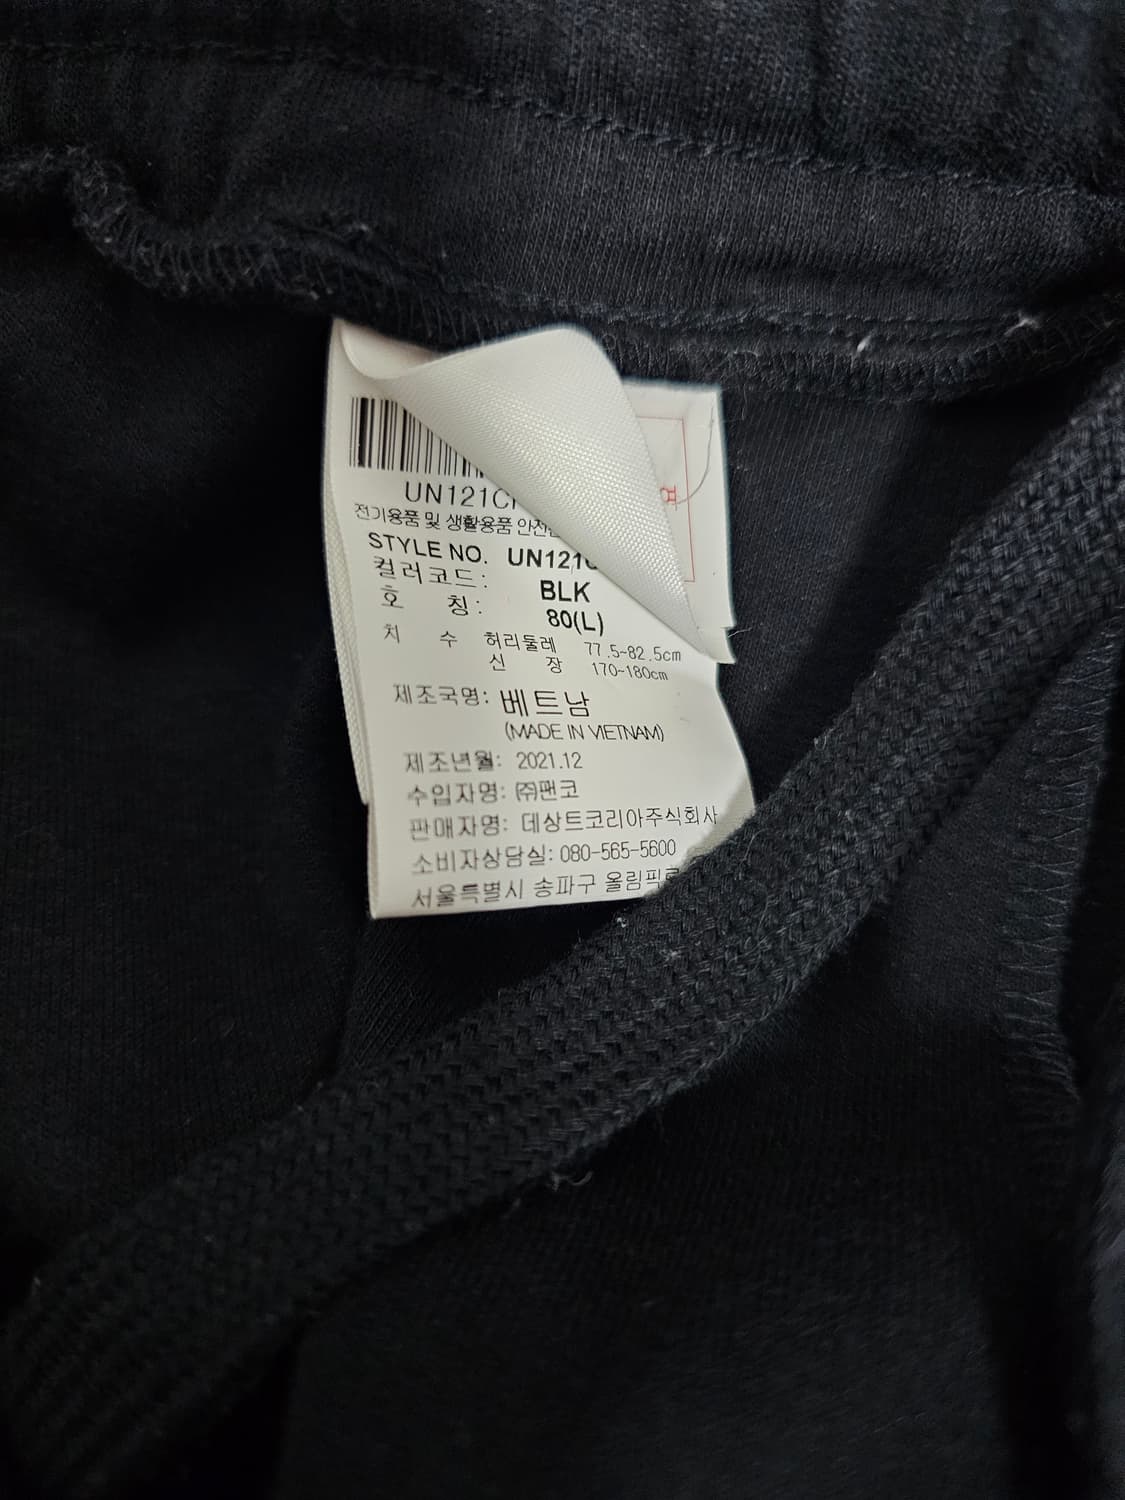 UN121C
전기용품 및 생활용품 안전
STYLE NO. UN121
컬러코드: BLK
호 칭: 80(L)
치 수 허리둘레 77.5~82.5cm
신 장 170~180cm
제조국명: 베트남
(MADE IN VIETNAM)
제조년월: 2021.12
수입자명: ㈜팬코
판매자명: 데상트코리아주식회사
소비자상담실: 080-565-5600
서울특별시 송파구 올림픽